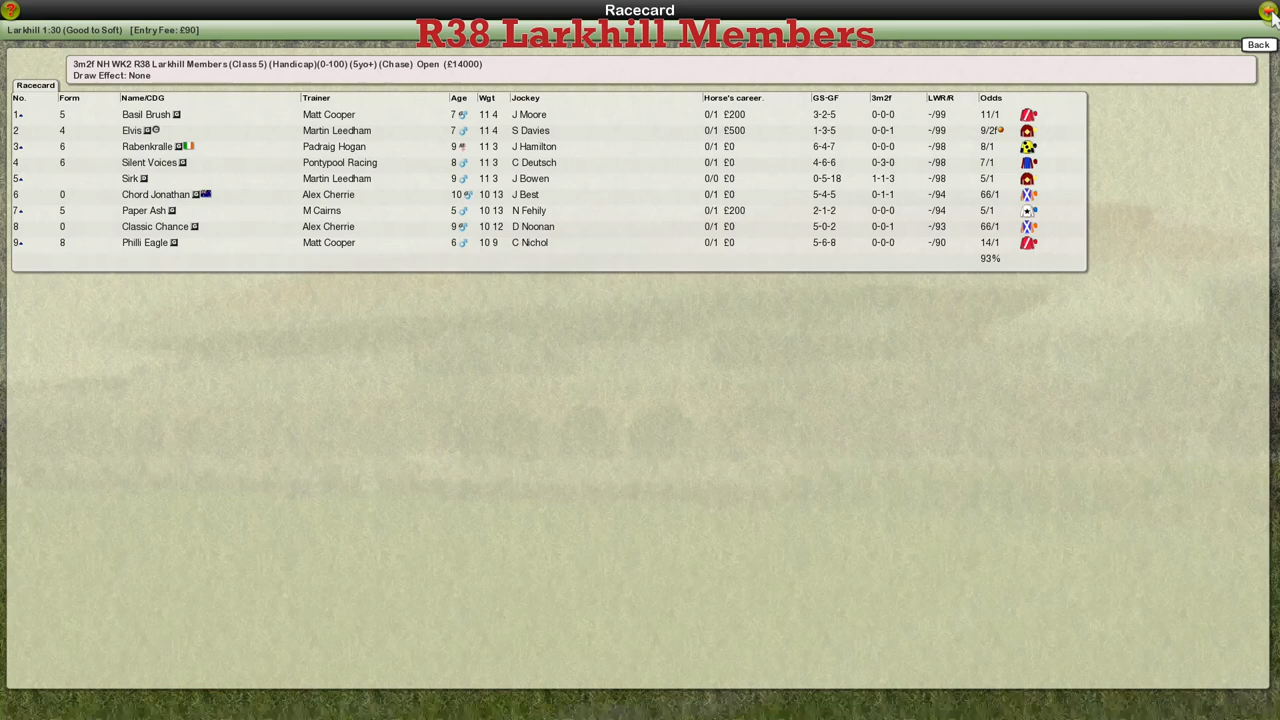 Racecard
R38 Larkhill Members
Larkhill 1:30 (Good to Soft) [Entry Fee: £90]
Back
3m2f NH WK2 R38 Larkhill Members (Class 5) (Handicap)(0-100) (5yo+) (Chase) Open (£14000)
Draw Effect: None
Racecard
No. Form Name/CDG Trainer Age Wgt Jockey Horse's career. GS-GF 3m2f LWR/R Odds
1 5 Basil Brush Matt Cooper 7 11 4 J Moore 0/1 £200 3-2-5 0-0-0 -/99 11/1
2 4 Elvis Martin Leedham 7 11 4 S Davies 0/1 £500 1-3-5 0-0-1 -/99 9/2f
3 6 Rabenkralle Padraig Hogan 9 11 3 J Hamilton 0/1 £0 6-4-7 0-0-0 -/98 8/1
4 6 Silent Voices Pontypool Racing 8 11 3 C Deutsch 0/1 £0 4-6-6 0-3-0 -/98 7/1
5 Sirk Martin Leedham 9 11 3 J Bowen 0/0 £0 0-5-18 1-1-3 -/98 5/1
6 0 Chord Jonathan Alex Cherrie 10 10 13 J Best 0/1 £0 5-4-5 0-1-1 -/94 66/1
7 5 Paper Ash M Cairns 5 10 13 N Fehily 0/1 £200 2-1-2 0-0-0 -/94 5/1
8 0 Classic Chance Alex Cherrie 9 10 12 D Noonan 0/1 £0 5-0-2 0-0-1 -/93 66/1
9 8 Philli Eagle Matt Cooper 6 10 9 C Nichol 0/1 £0 5-6-8 0-0-0 -/90 14/1
93%